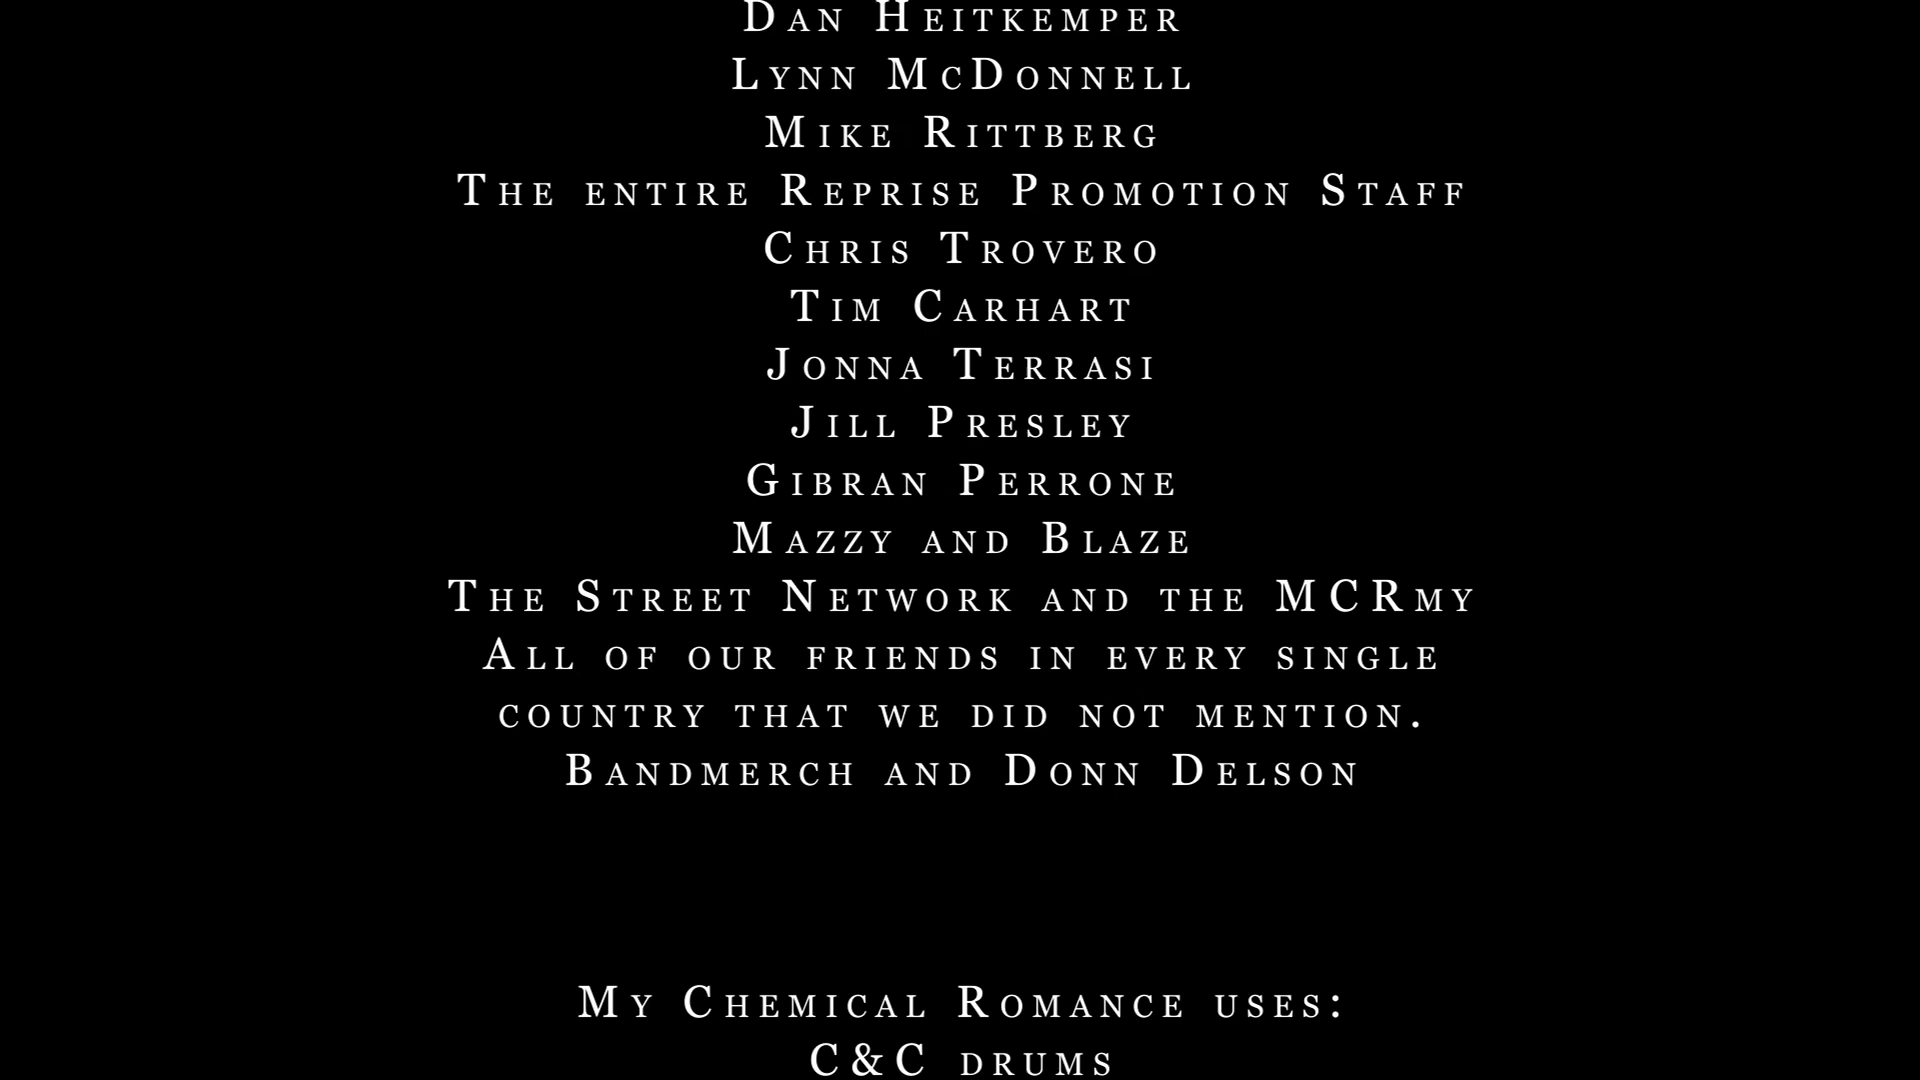 Dan Heitkemper
Lynn McDonnell
Mike Rittberg
The entire Reprise Promotion Staff
Chris Trovero
Tim Carhart
Jonna Terrasi
Jill Presley
Gibran Perrone
Mazzy and Blaze
The Street Network and the MCRmy
All of our friends in every single
country that we did not mention.
Bandmerch and Donn Delson
My Chemical Romance uses:
C&C drums